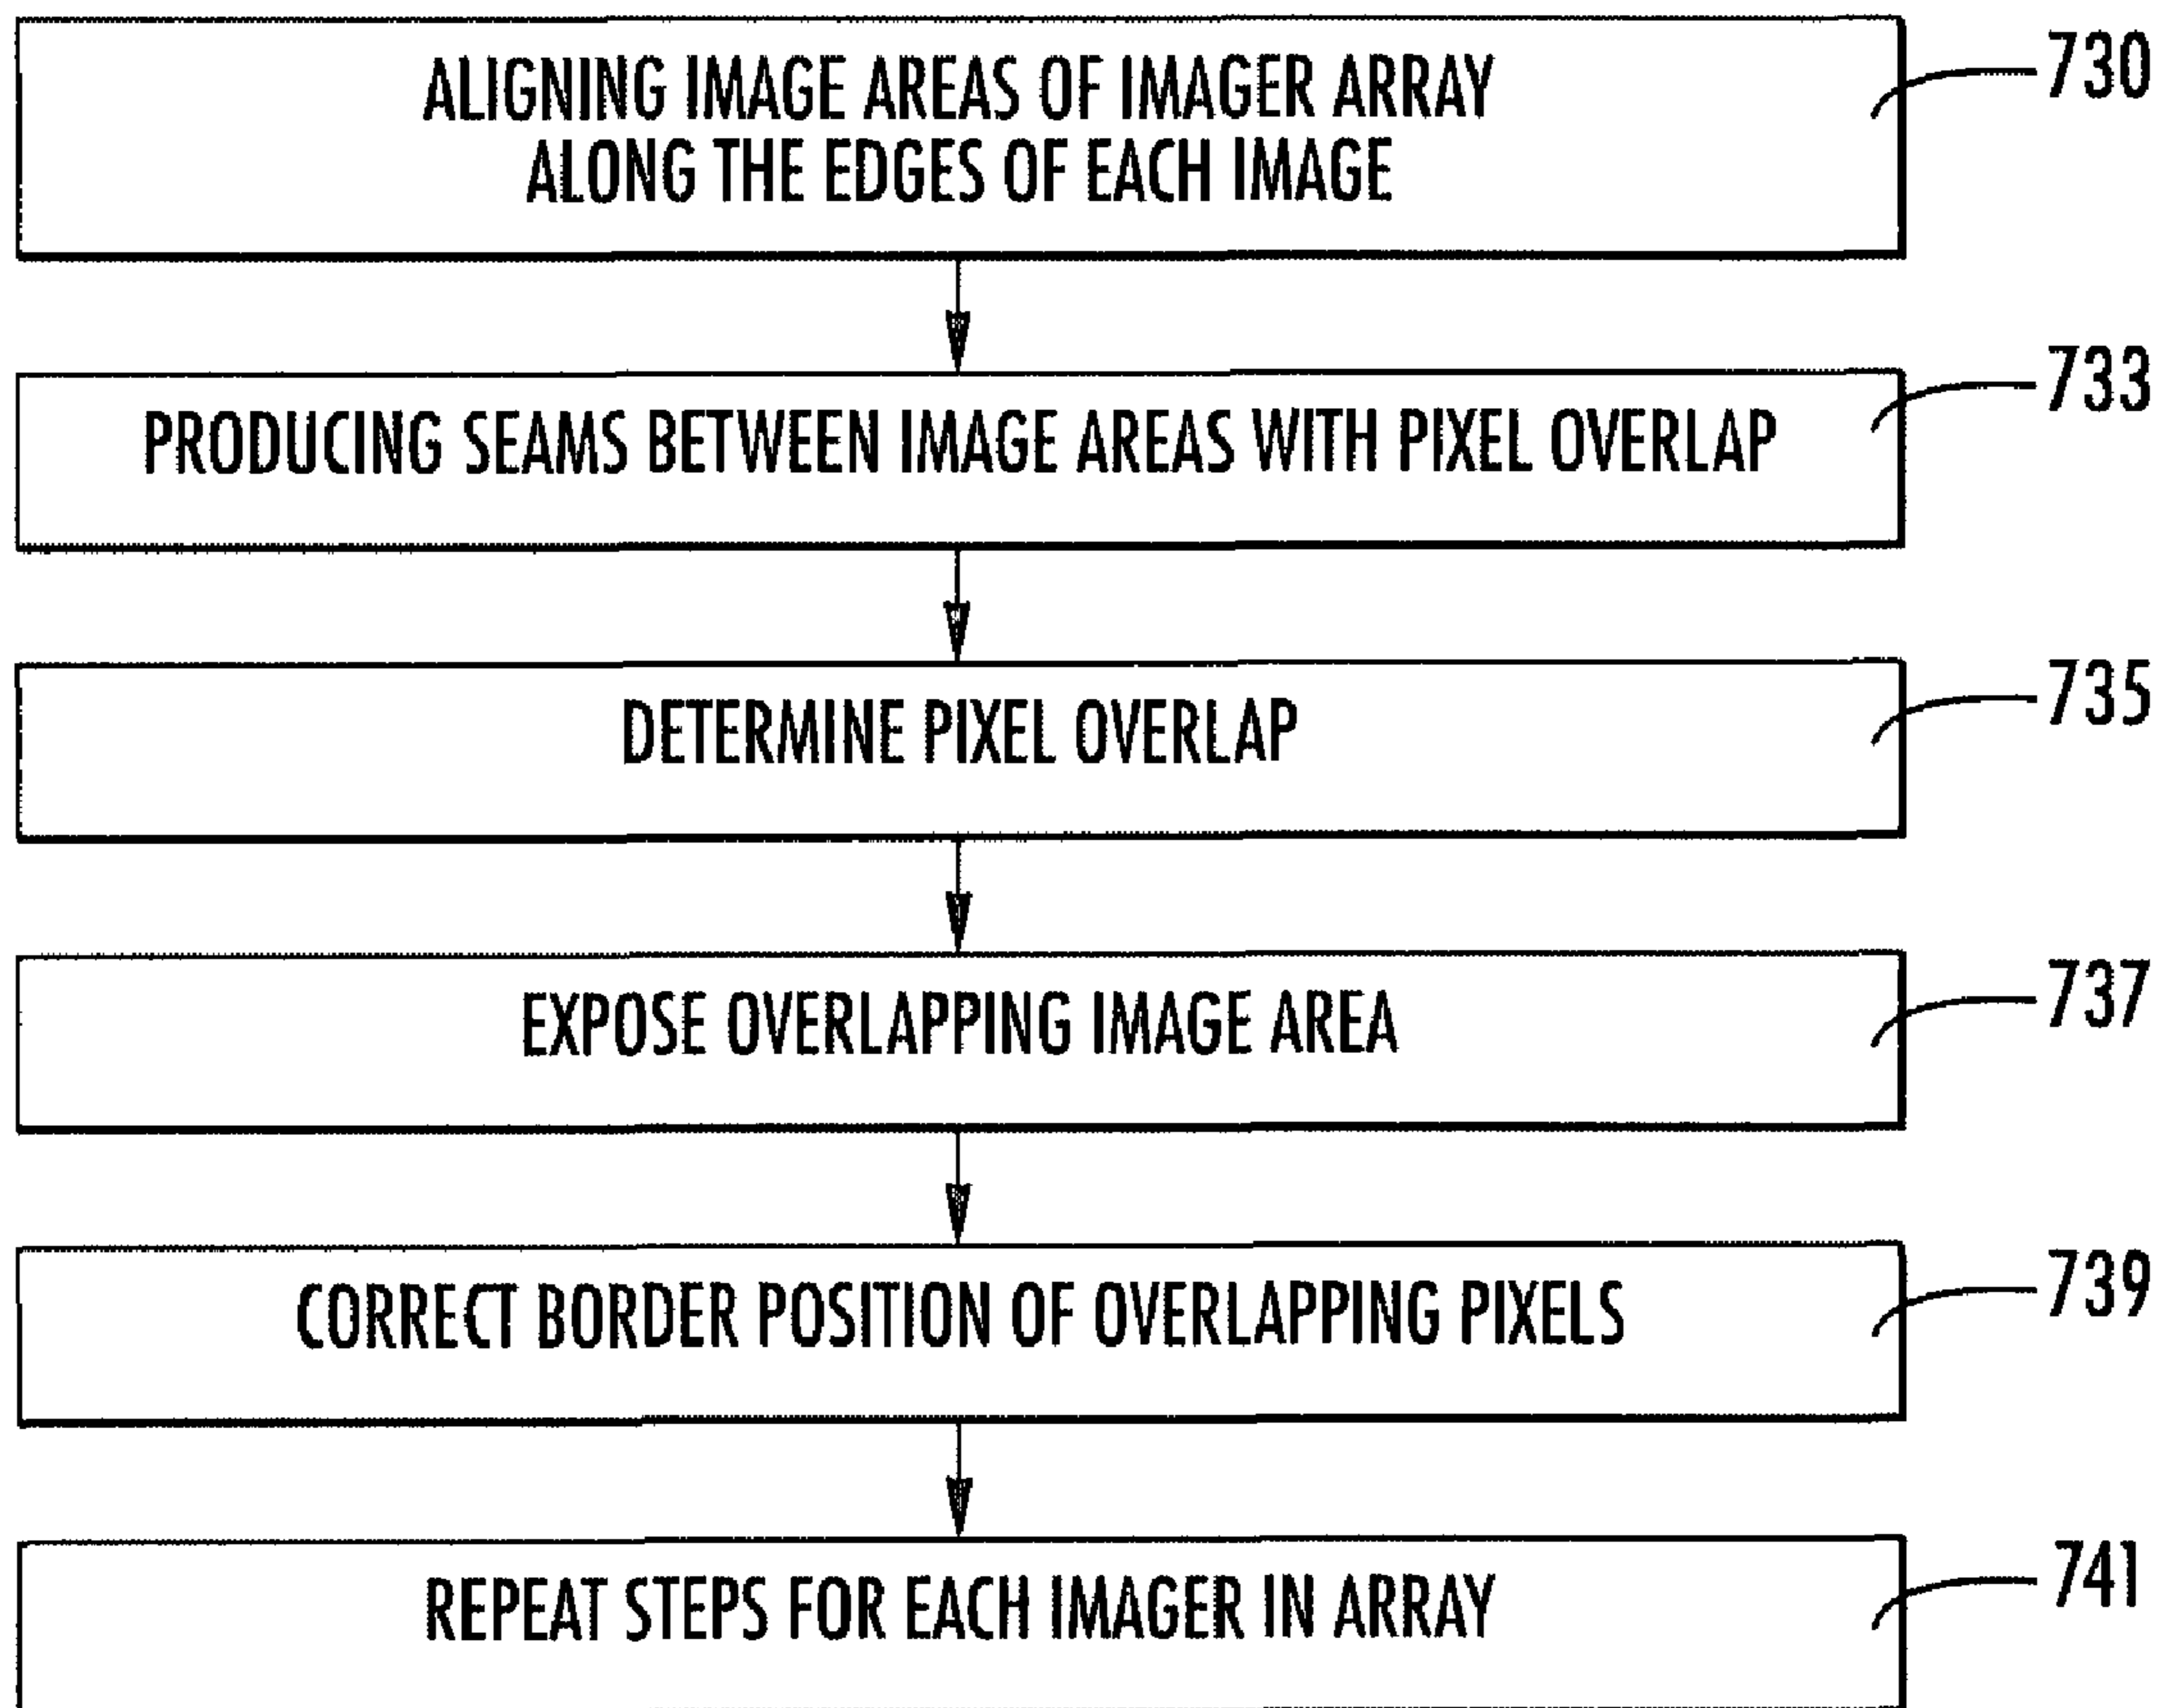 ALIGNING IMAGE AREAS OF IMAGER ARRAY
ALONG THE EDGES OF EACH IMAGE
730
PRODUCING SEAMS BETWEEN IMAGE AREAS WITH PIXEL OVERLAP
733
DETERMINE PIXEL OVERLAP
735
EXPOSE OVERLAPPING IMAGE AREA
737
CORRECT BORDER POSITION OF OVERLAPPING PIXELS
739
REPEAT STEPS FOR EACH IMAGER IN ARRAY
741